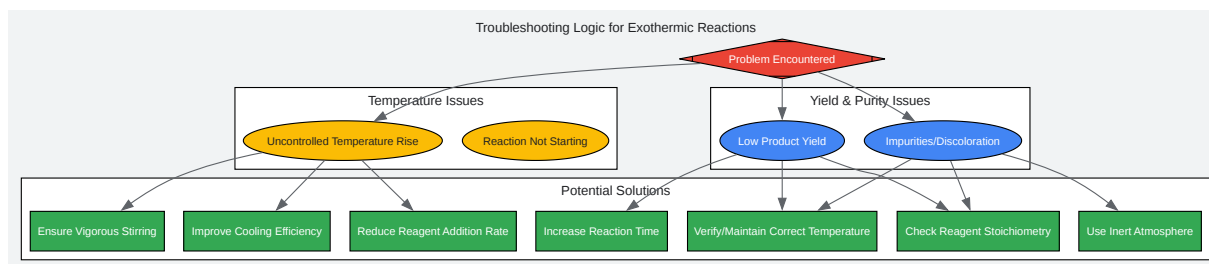 Troubleshooting Logic for Exothermic Reactions
Problem Encountered
Temperature Issues
Yield & Purity Issues
Uncontrolled Temperature Rise
Reaction Not Starting
Low Product Yield
Impurities/Discoloration
Potential Solutions
Ensure Vigorous Stirring
Improve Cooling Efficiency
Reduce Reagent Addition Rate
Increase Reaction Time
Verify/Maintain Correct Temperature
Check Reagent Stoichiometry
Use Inert Atmosphere